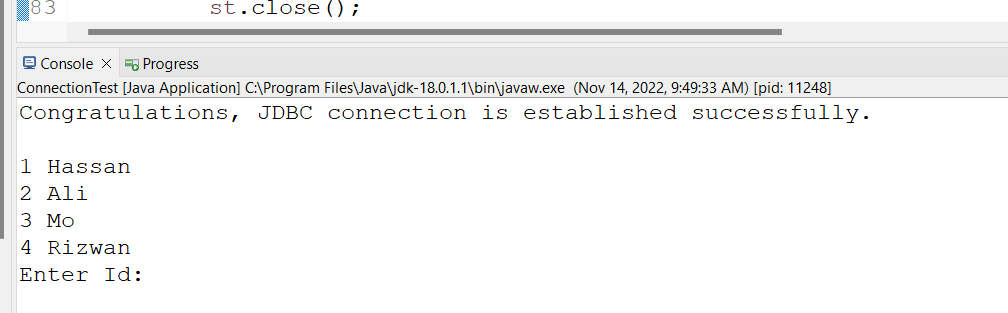 83 st.close();
Console Progress
ConnectionTest [Java Application] C:\Program Files\Java\jdk-18.0.1.1\bin\javaw.exe (Nov 14, 2022, 9:49:33 AM) [pid: 11248]
Congratulations, JDBC connection is established successfully.
1 Hassan
2 Ali
3 Mo
4 Rizwan
Enter Id: